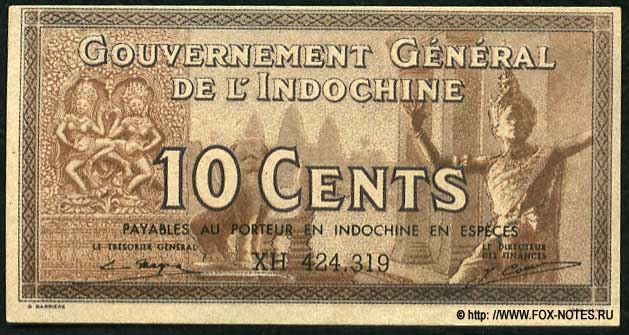 GOUVERNEMENT GÉNÉRAL
DE L'INDOCHINE
10 CENTS
PAYABLES AU PORTEUR EN INDOCHINE EN ESPÈCES
LE TRÉSORIER GÉNÉRAL
LE DIRECTEUR
DES FINANCES
XH 424.319
G. BARRIÈRE
http://www.FOX-NOTES.RU